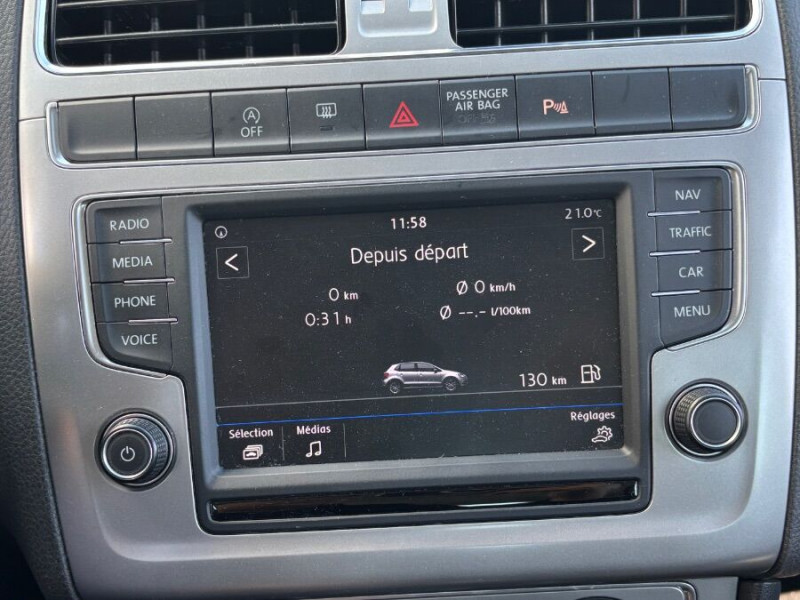 A
OFF
PASSENGER
AIR BAG
P
RADIO
MEDIA
PHONE
VOICE
NAV
TRAFFIC
CAR
MENU
11:58
21.0°C
Depuis départ
0 km
Ø 0 km/h
0:31 h
Ø --.- l/100km
130 km
Sélection
Médias
Réglages